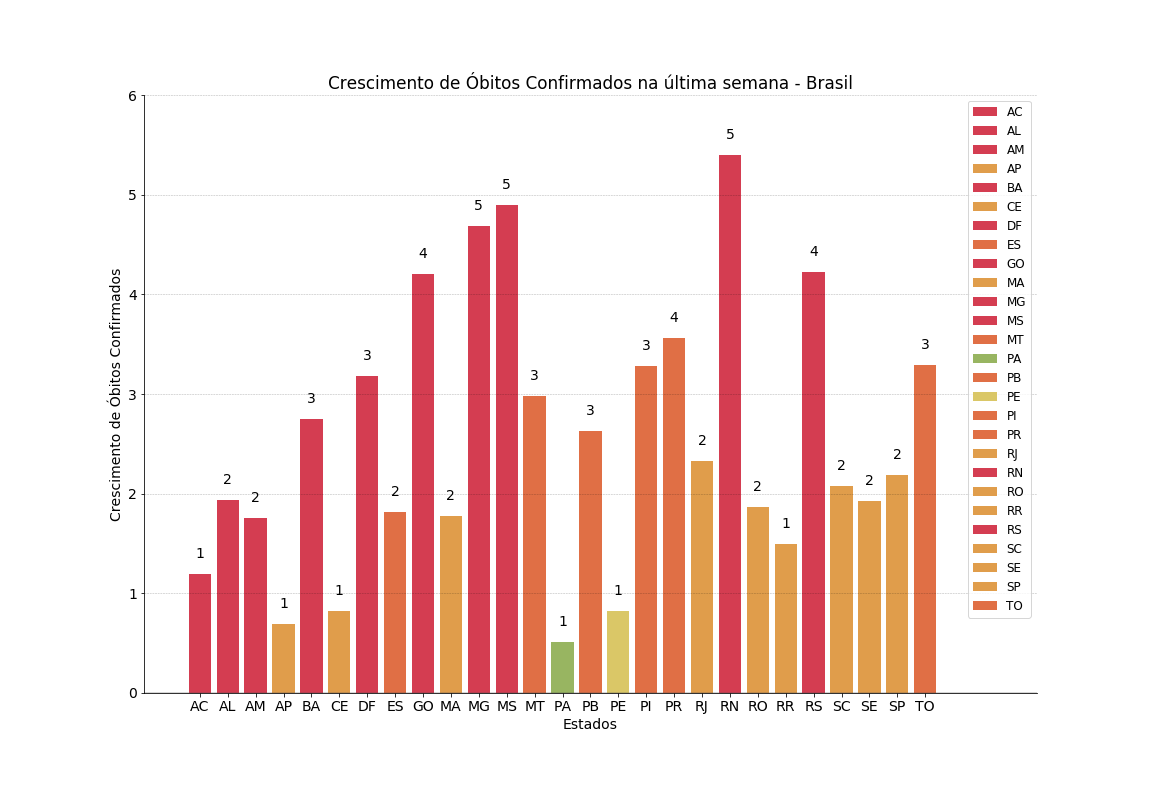 Crescimento de Óbitos Confirmados na última semana - Brasil
6
5
4
3
2
1
0
Crescimento de Óbitos Confirmados
1
2
2
1
3
1
3
2
4
2
5
5
3
1
3
1
3
4
2
5
2
1
4
2
2
2
3
AC AL AM AP BA CE DF ES GO MA MG MS MT PA PB PE PI PR RJ RN RO RR RS SC SE SP TO
Estados
AC
AL
AM
AP
BA
CE
DF
ES
GO
MA
MG
MS
MT
PA
PB
PE
PI
PR
RJ
RN
RO
RR
RS
SC
SE
SP
TO